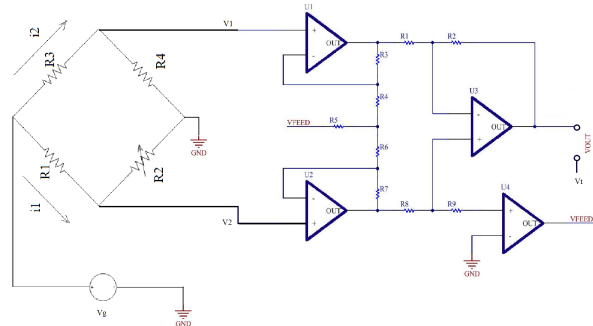 U1
V1
i2
R3
R4
+
-
OUT
R1
R2
R3
R4
U3
-
+
OUT
VFEED
R5
VOUT
GND
R6
Vt
R1
R2
U2
-
+
OUT
R7
U4
i1
V2
R8
R9
+
-
OUT
VFEED
GND
Vg
GND